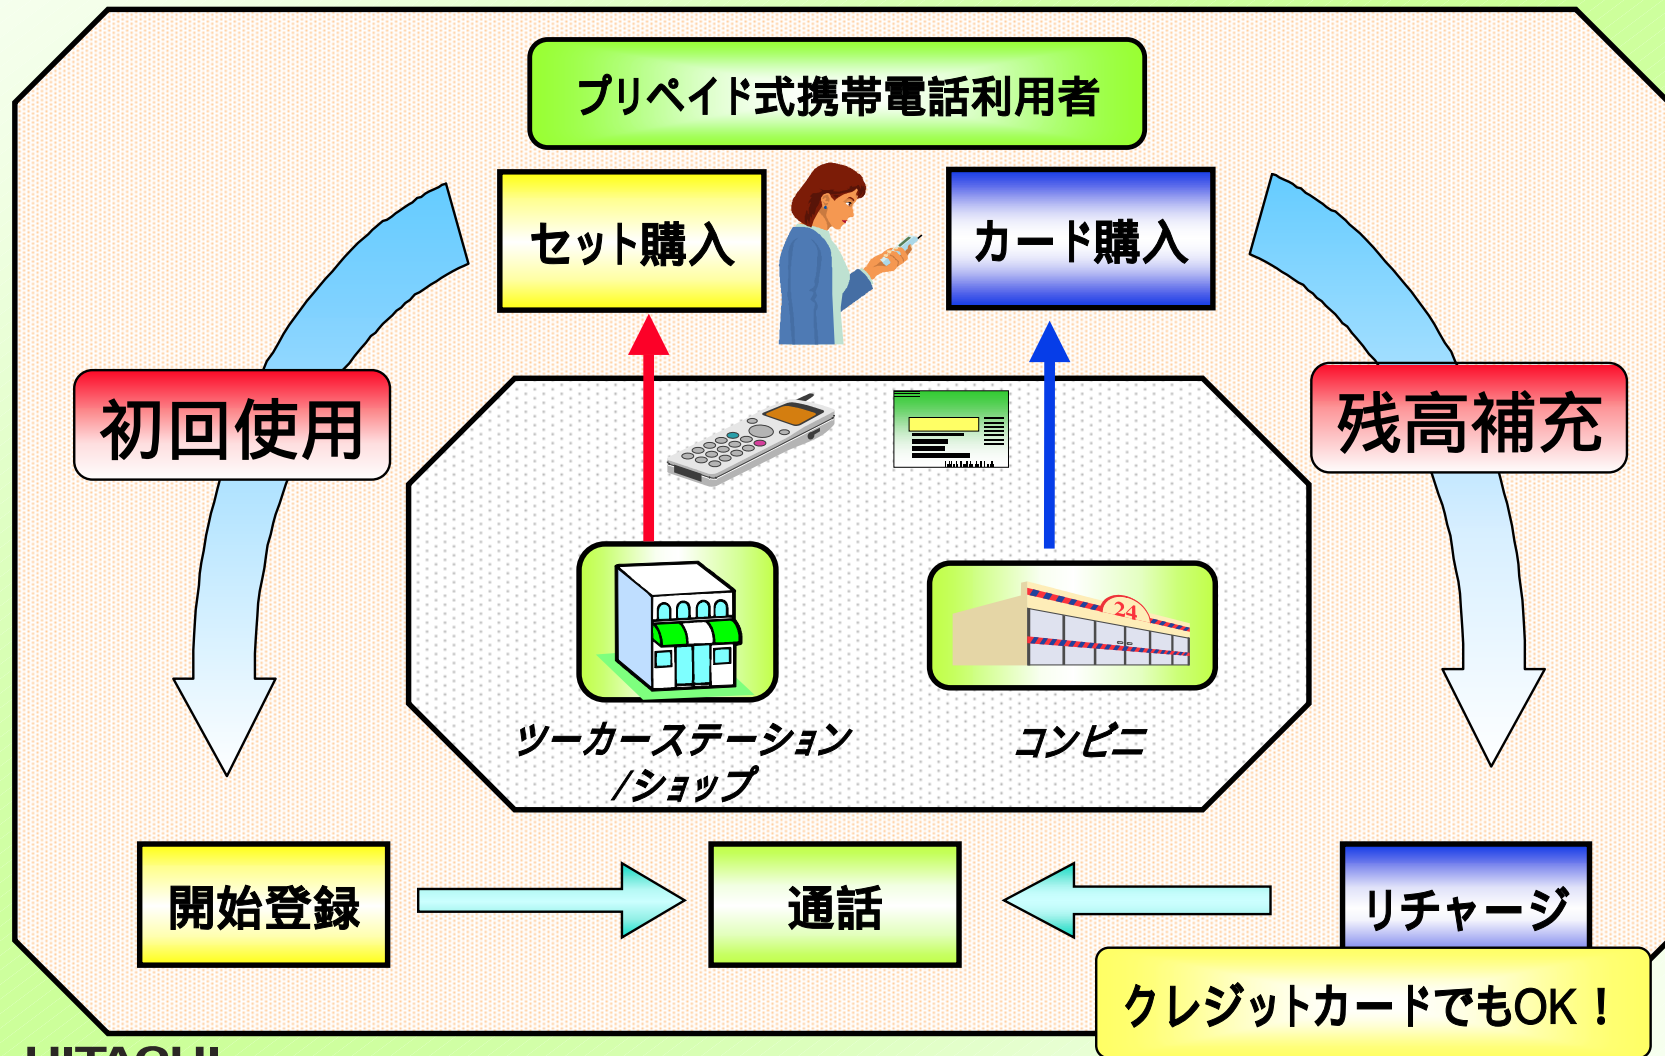 プリペイド式携帯電話利用者
セット購入
カード購入
初回使用
残高補充
24
ツーカーステーション
/ショップ
コンビニ
開始登録
通話
リチャージ
クレジットカードでもOK！
HITACHI